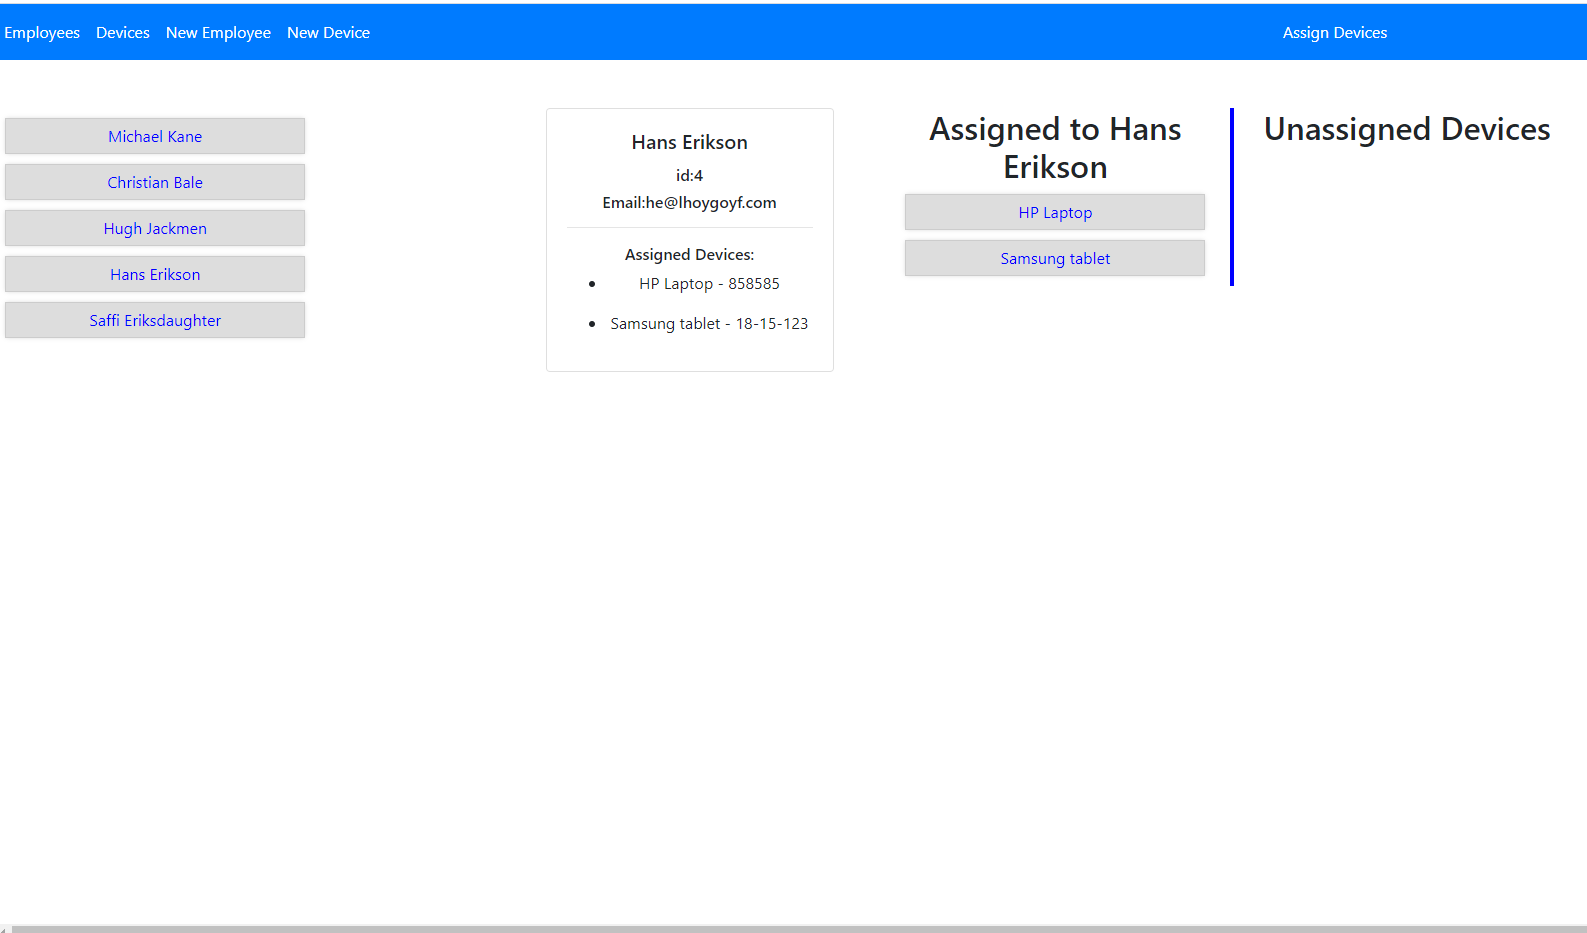 Employees Devices New Employee New Device Assign Devices
Michael Kane
Christian Bale
Hugh Jackmen
Hans Erikson
Saffi Eriksdaughter
Hans Erikson
id:4
Email:he@lhoygoyf.com
Assigned Devices:
• HP Laptop - 858585
• Samsung tablet - 18-15-123
Assigned to Hans
Erikson
HP Laptop
Samsung tablet
Unassigned Devices